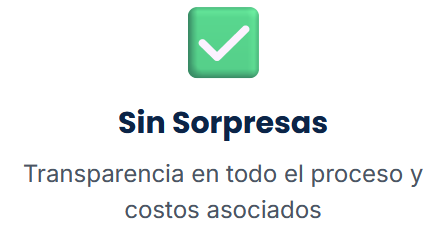 Sin Sorpresas
Transparencia en todo el proceso y
costos asociados